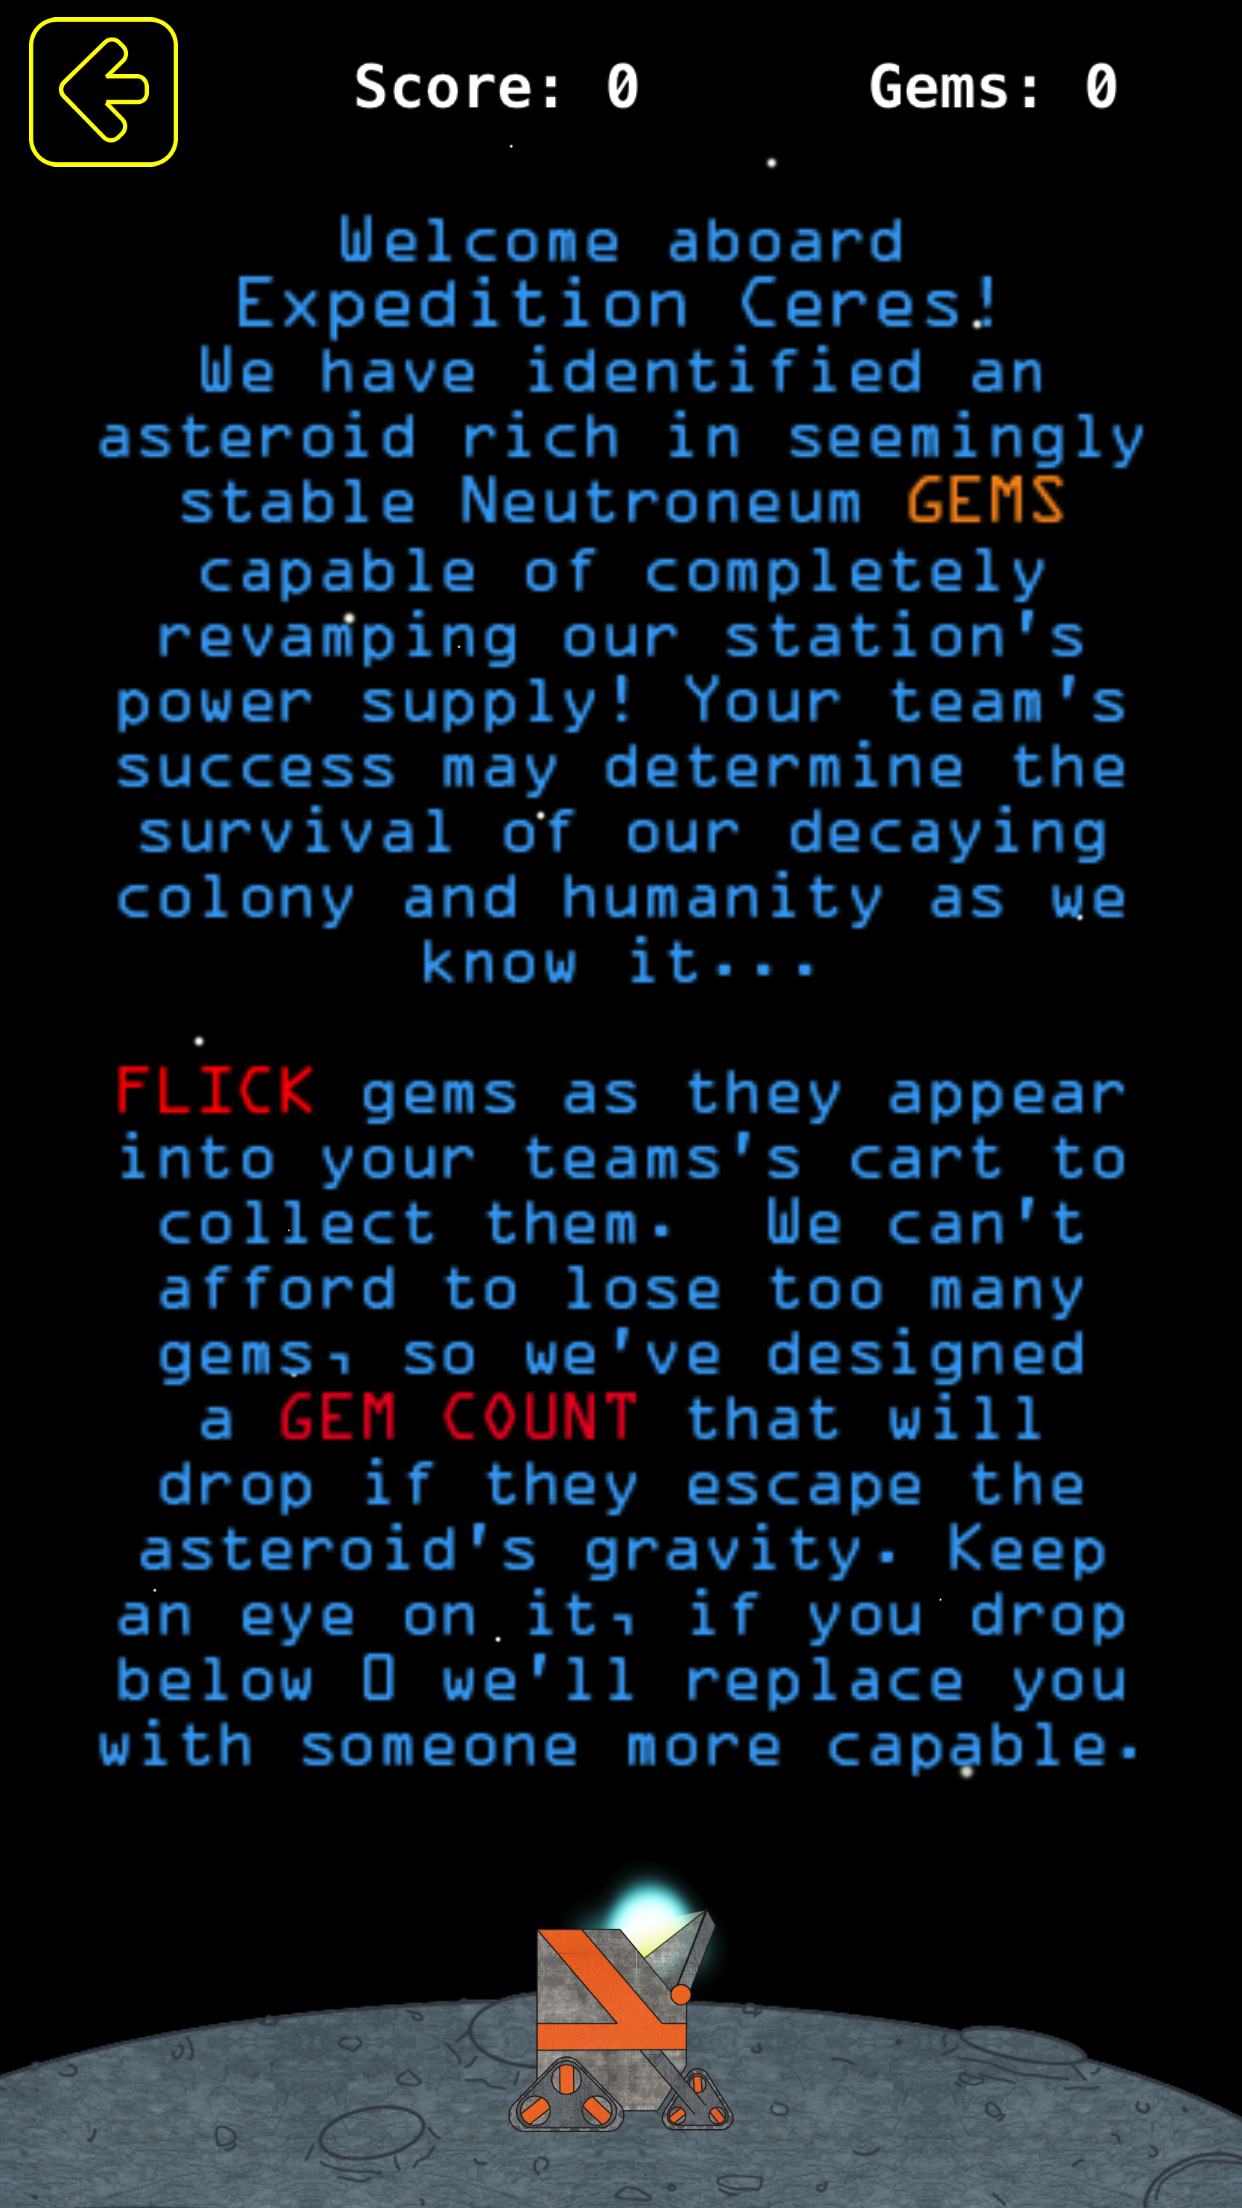 Score: 0
Gems: 0
Welcome aboard
Expedition Ceres!
We have identified an
asteroid rich in seemingly
stable Neutroneum GEMS
capable of completely
revamping our station's
power supply! Your team's
success may determine the
survival of our decaying
colony and humanity as we
know it...
FLICK gems as they appear
into your teams's cart to
collect them.  We can't
afford to lose too many
gems, so we've designed
a GEM COUNT that will
drop if they escape the
asteroid's gravity. Keep
an eye on it, if you drop
below 0 we'll replace you
with someone more capable.